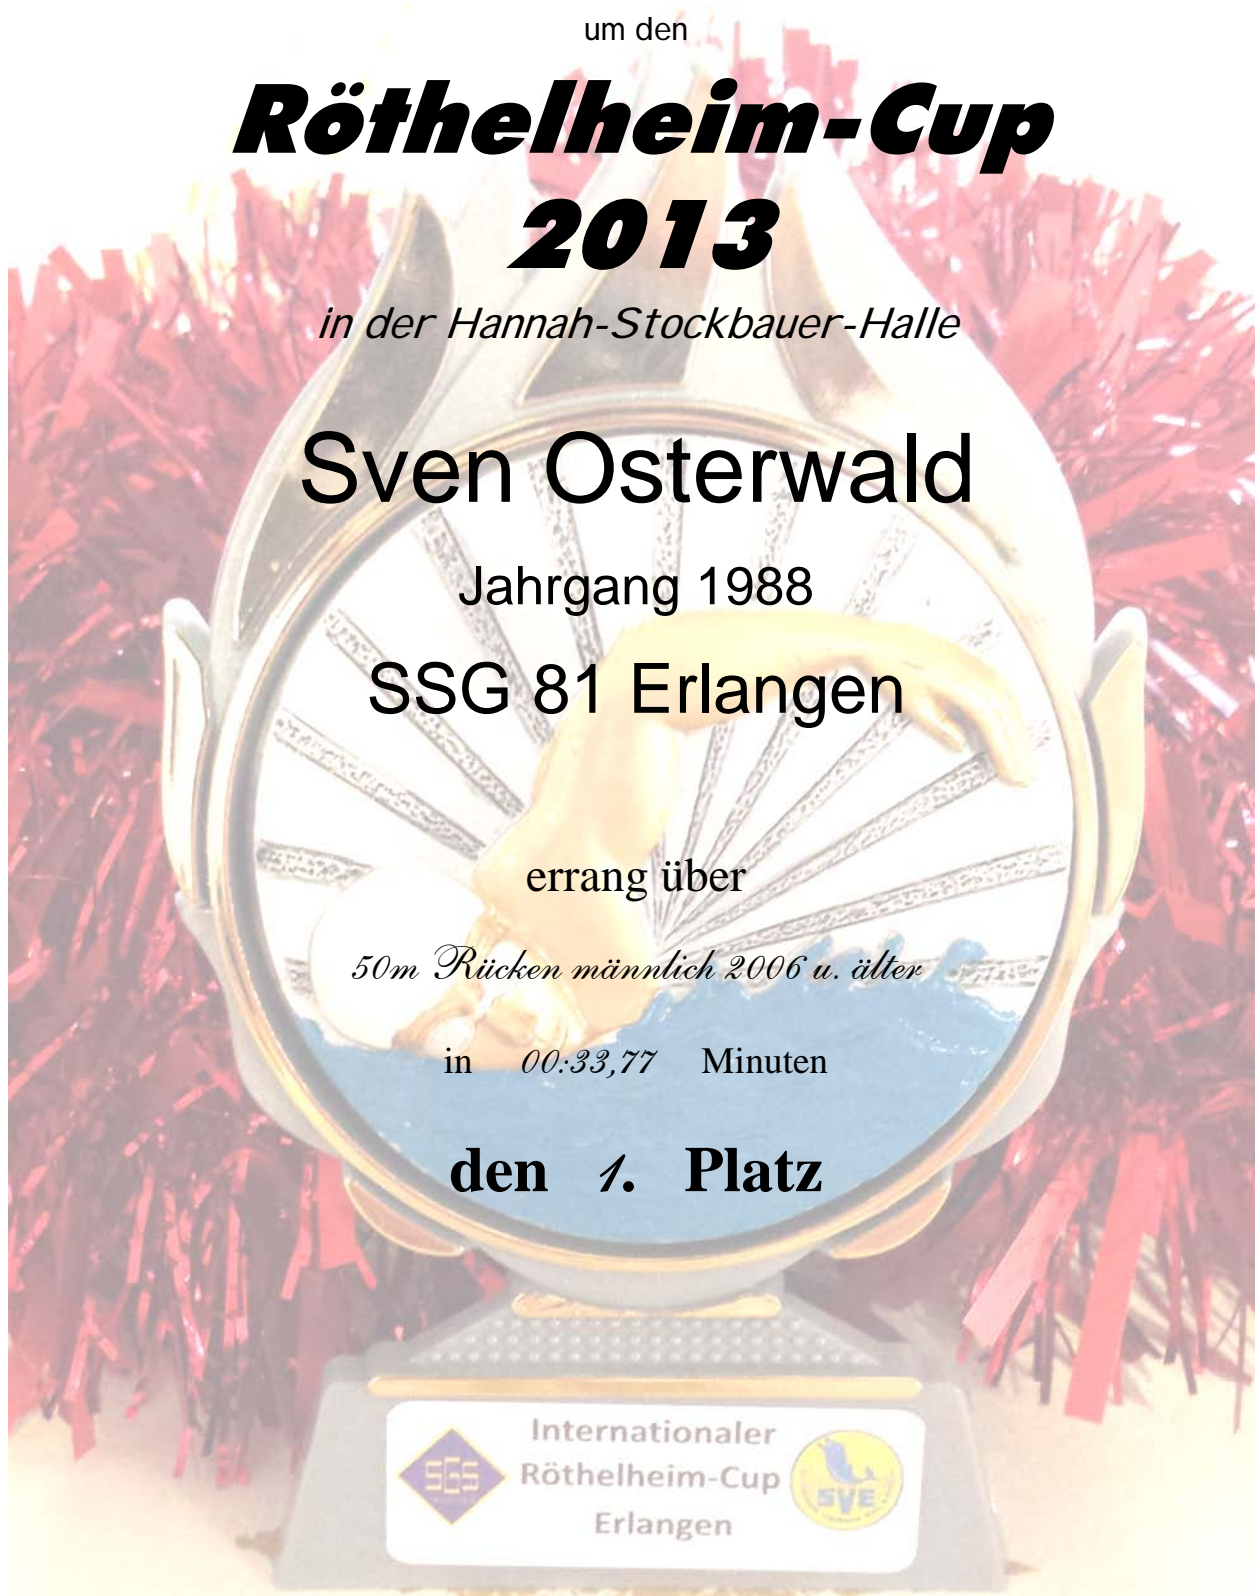 um den
Röthelheim-Cup
2013
in der Hannah-Stockbauer-Halle
Sven Osterwald
Jahrgang 1988
SSG 81 Erlangen
errang über
50m Rücken männlich 2006 u. älter
in 00:33,77 Minuten
den 1. Platz
Internationaler
SGS Röthelheim-Cup SVE
Erlangen